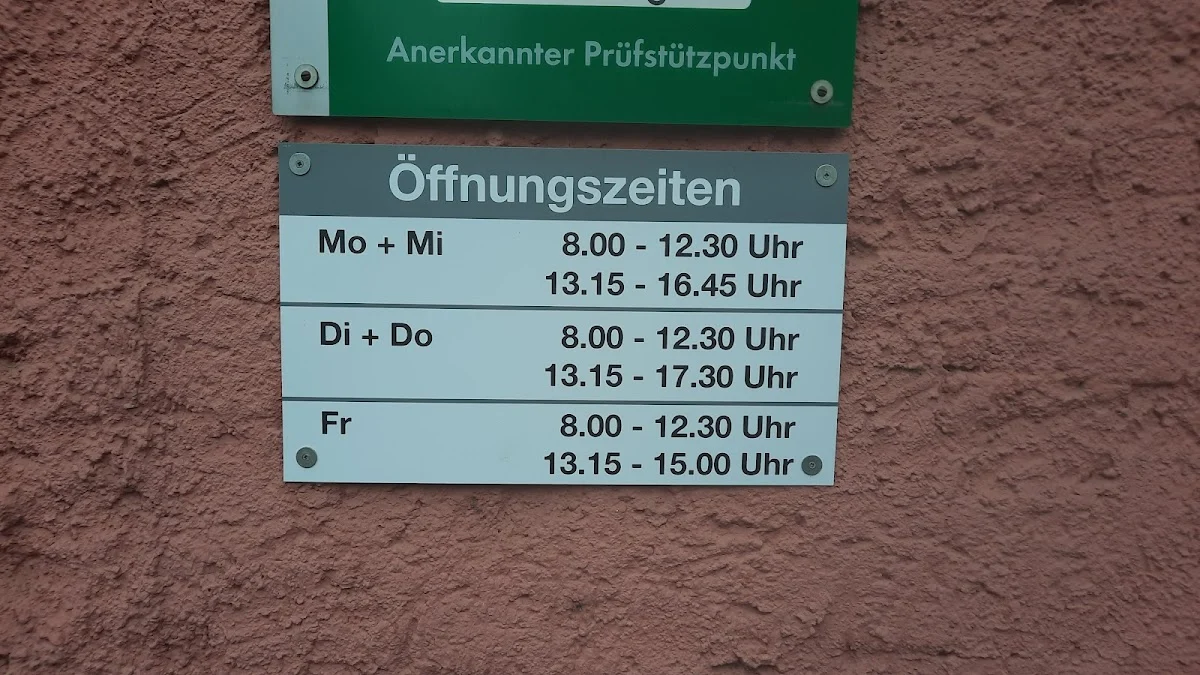 Anerkannter Prüfstützpunkt
Öffnungszeiten
Mo + Mi 8.00 - 12.30 Uhr
13.15 - 16.45 Uhr
Di + Do 8.00 - 12.30 Uhr
13.15 - 17.30 Uhr
Fr 8.00 - 12.30 Uhr
13.15 - 15.00 Uhr